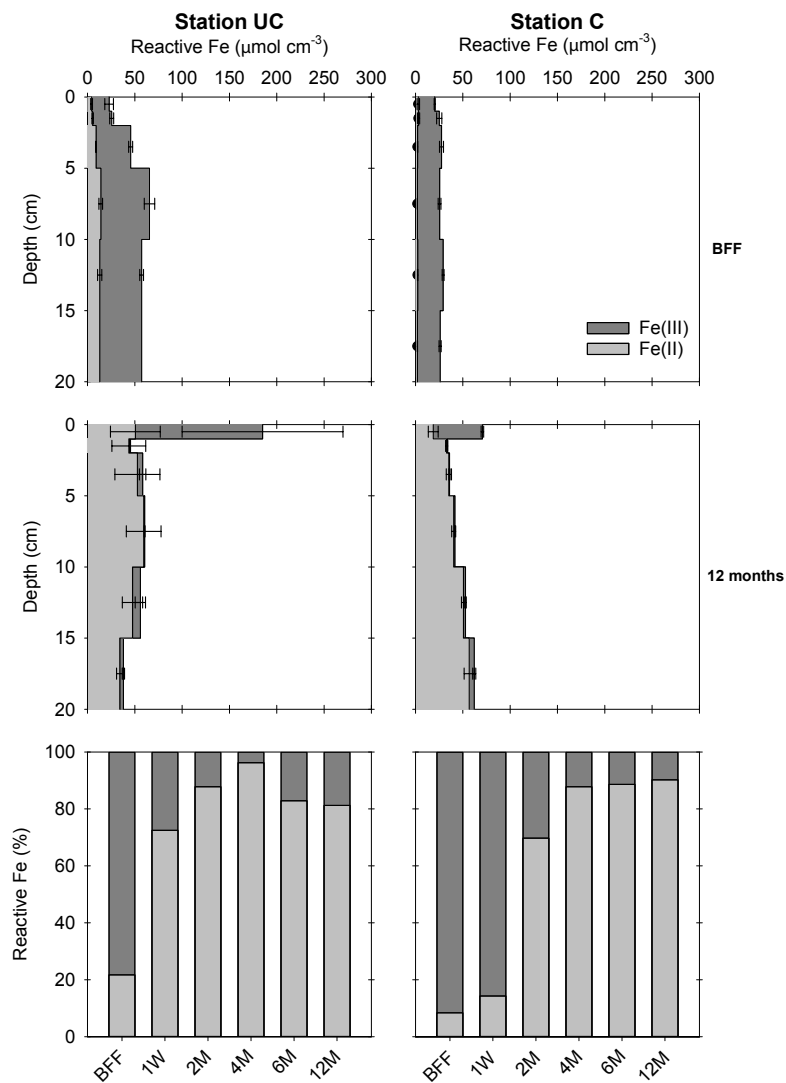 Station UC
Reactive Fe (µmol cm-3)
0 50 100 150 200 250 300
Station C
Reactive Fe (µmol cm-3)
0 50 100 150 200 250 300
0
5
10
15
20
Depth (cm)
BFF
Fe(III)
Fe(II)
0
5
10
15
20
Depth (cm)
12 months
100
80
60
40
20
0
Reactive Fe (%)
BFF 1W 2M 4M 6M 12M
BFF 1W 2M 4M 6M 12M